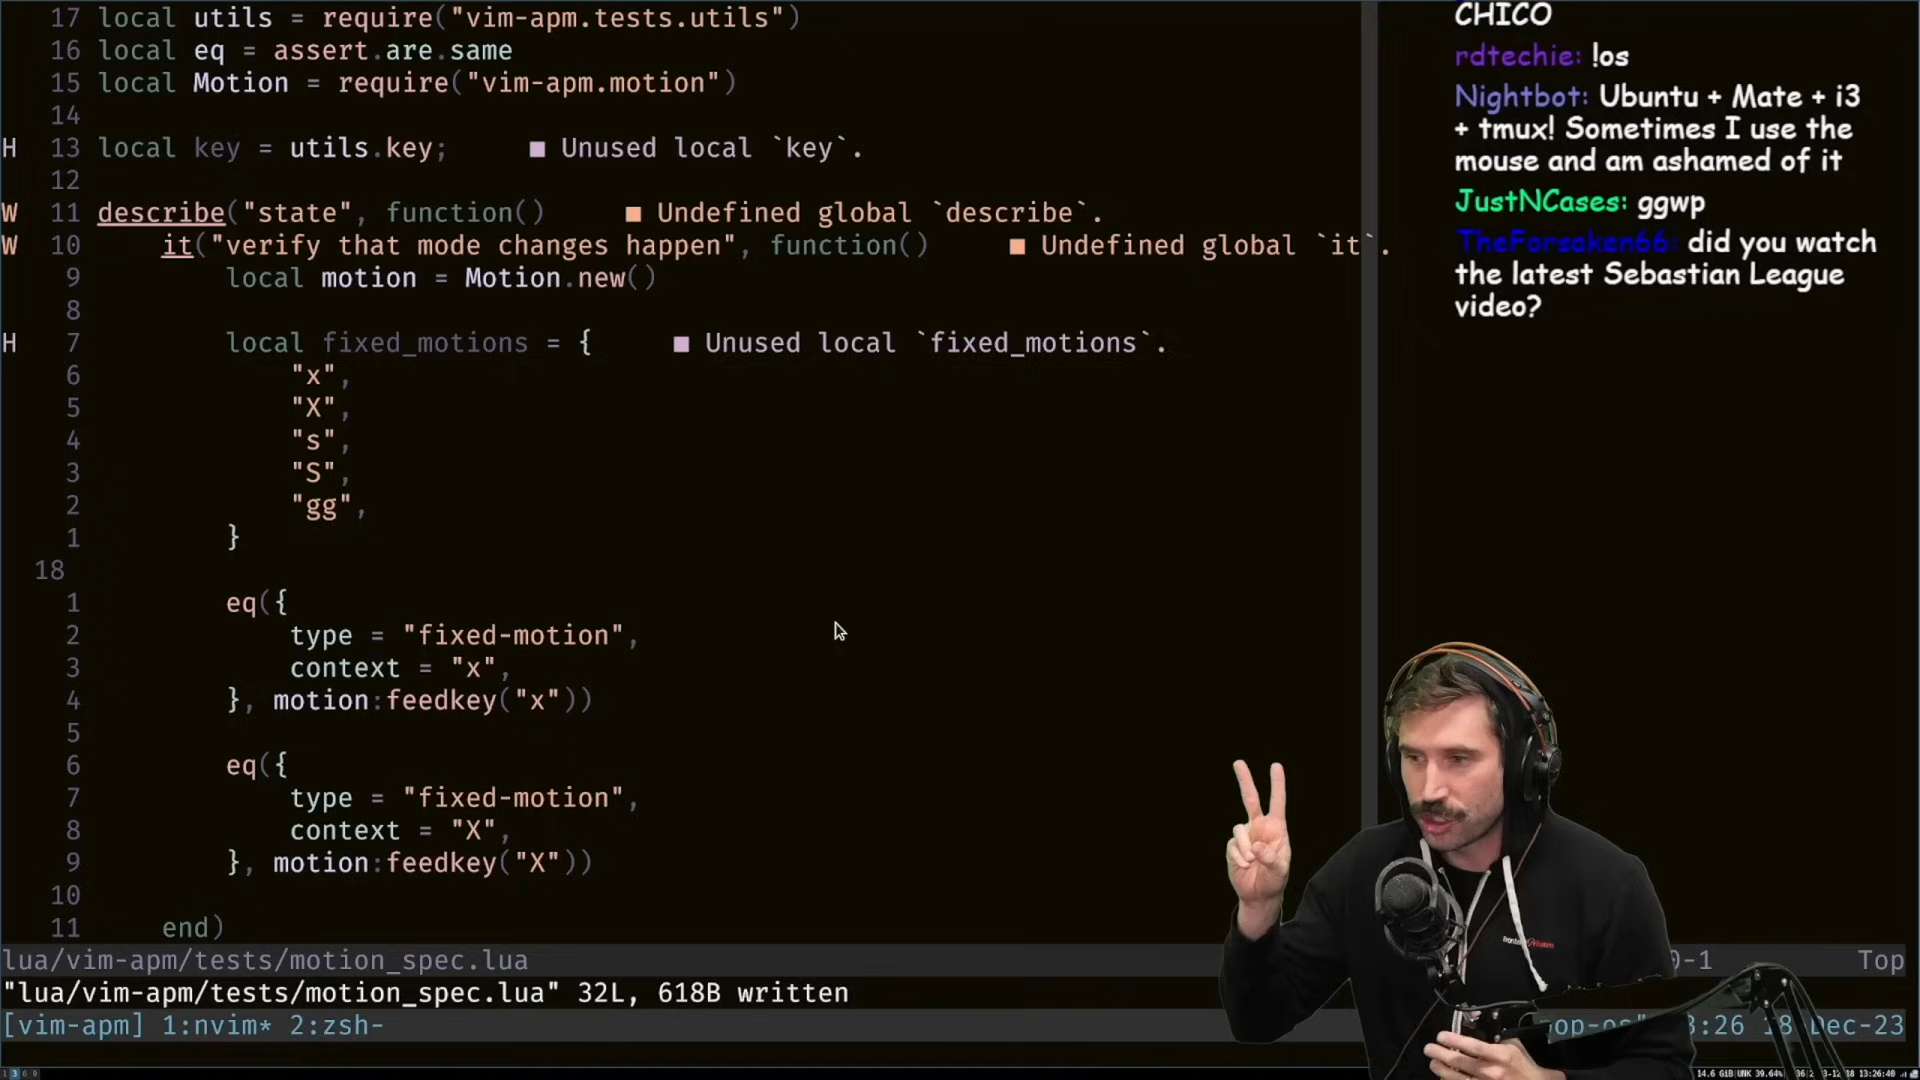 17 local utils = require("vim-apm.tests.utils")
16 local eq = assert.are.same
15 local Motion = require("vim-apm.motion")
14
H 13 local key = utils.key; ■ Unused local `key`.
12
W 11 describe("state", function() ■ Undefined global `describe`.
W 10 it("verify that mode changes happen", function() ■ Undefined global `it`.
9 local motion = Motion.new()
8
H 7 local fixed_motions = { ■ Unused local `fixed_motions`.
6 "x",
5 "X",
4 "s",
3 "S",
2 "gg",
1 }
18
1 eq({
2 type = "fixed-motion",
3 context = "x",
4 }, motion:feedkey("x"))
5
6 eq({
7 type = "fixed-motion",
8 context = "X",
9 }, motion:feedkey("X"))
10
11 end)
lua/vim-apm/tests/motion_spec.lua 0-1 Top
"lua/vim-apm/tests/motion_spec.lua" 32L, 618B written
[vim-apm] 1:nvim* 2:zsh- 18 Dec-23
CHICO
rdtechie: !os
Nightbot: Ubuntu + Mate + i3
+ tmux! Sometimes I use the
mouse and am ashamed of it
JustNCases: ggwp
TheForsaken66: did you watch
the latest Sebastian League
video?